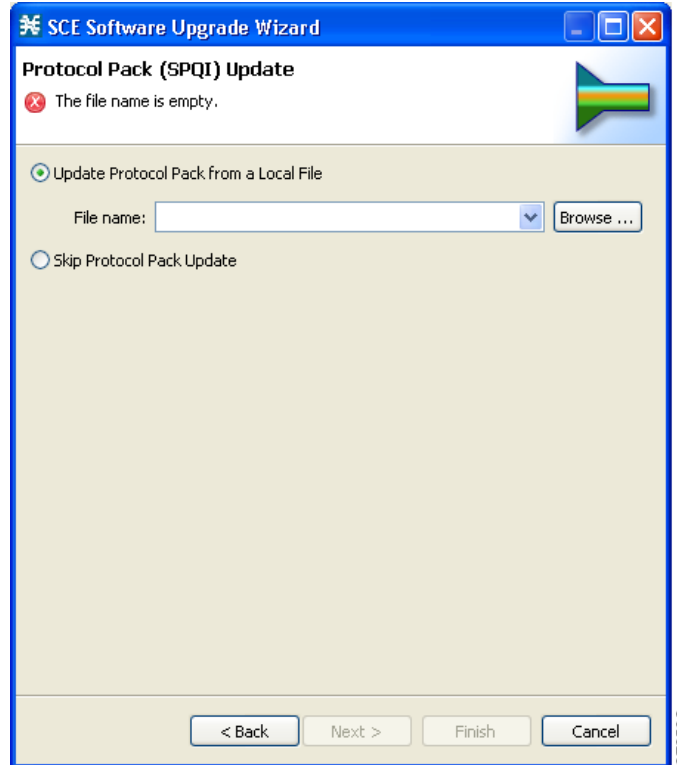 SCE Software Upgrade Wizard
Protocol Pack (SPQI) Update
The file name is empty.
Update Protocol Pack from a Local File
File name:
Browse ...
Skip Protocol Pack Update
< Back
Next >
Finish
Cancel